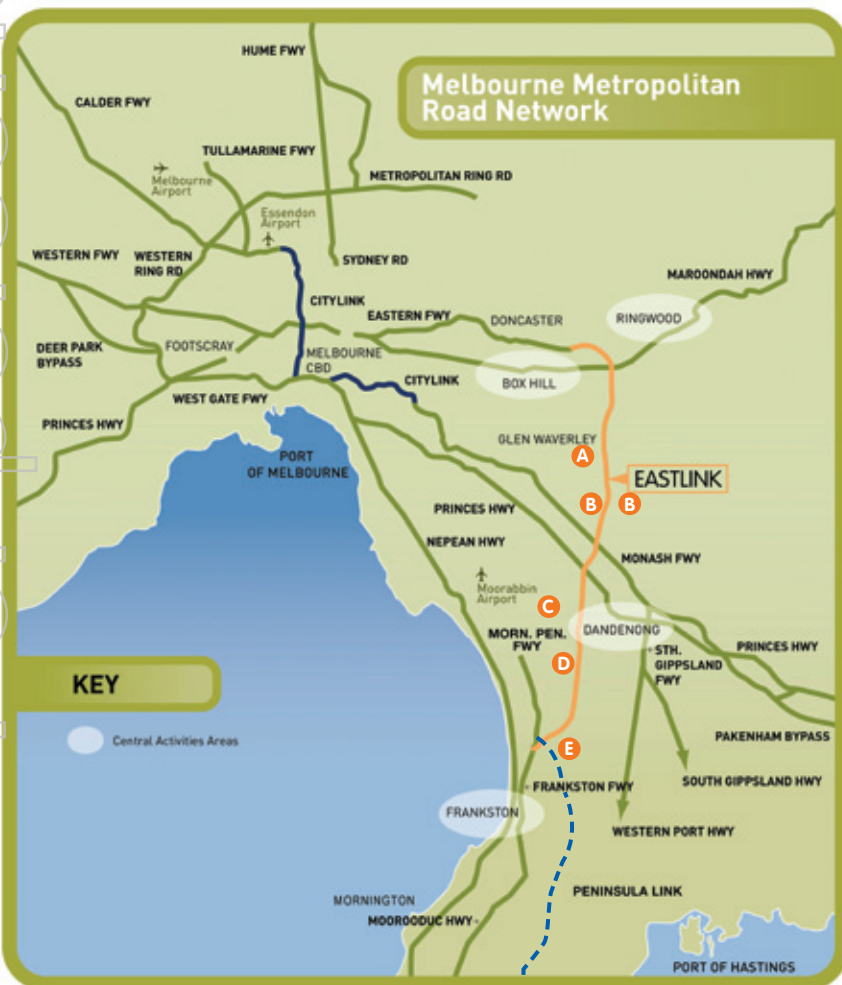 HUME FWY
Melbourne Metropolitan
Road Network
CALDER FWY
TULLAMARINE FWY
Melbourne
Airport
METROPOLITAN RING RD
Essendon
Airport
WESTERN FWY
WESTERN
RING RD
SYDNEY RD
MAROONDAH HWY
CITYLINK
EASTERN FWY
DONCASTER
RINGWOOD
DEER PARK
BYPASS
FOOTSCRAY
MELBOURNE
CBD
CITYLINK
BOX HILL
WEST GATE FWY
PRINCES HWY
GLEN WAVERLEY
A
PORT
OF MELBOURNE
EASTLINK
B
B
PRINCES HWY
NEPEAN HWY
MONASH FWY
Moorabbin
Airport
C
MORN. PEN.
FWY
DANDENONG
PRINCES HWY
STH.
GIPPSLAND
FWY
D
KEY
Central Activities Areas
PAKENHAM BYPASS
E
FRANKSTON FWY
SOUTH GIPPSLAND HWY
FRANKSTON
WESTERN PORT HWY
PENINSULA LINK
MORNINGTON
MOOROODUC HWY
PORT OF HASTINGS